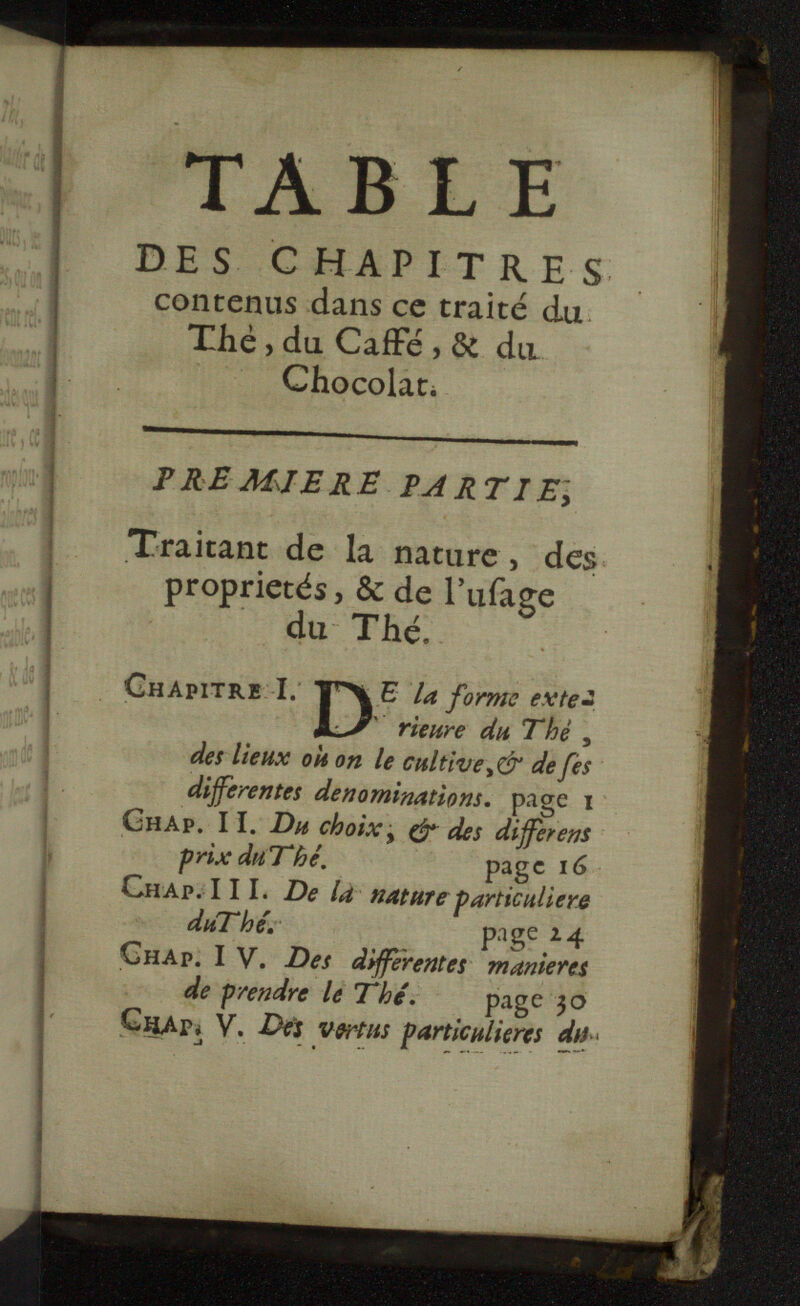 TABLE
DES CHAPITRES
contenus dans ce traité du
Thé, du Caffé, & du
Chocolat.
PREMIERE PARTIE,
Traitant de la nature, des
proprietés, & de l'uſage
du Thé.
CHAPITRE I. DE la forme exte-
rieure du Thé,
des lieux où on le cultive, & de ſes
differentes denominations. page 1
CHAP. II. Du choix, & des differens
prix du Thé. page 16
CHAP. III. De la nature particuliere
du Thé. page 24
CHAP. IV. Des differentes manieres
de prendre le Thé. page 30
CHAP. V. Des vertus particulieres du